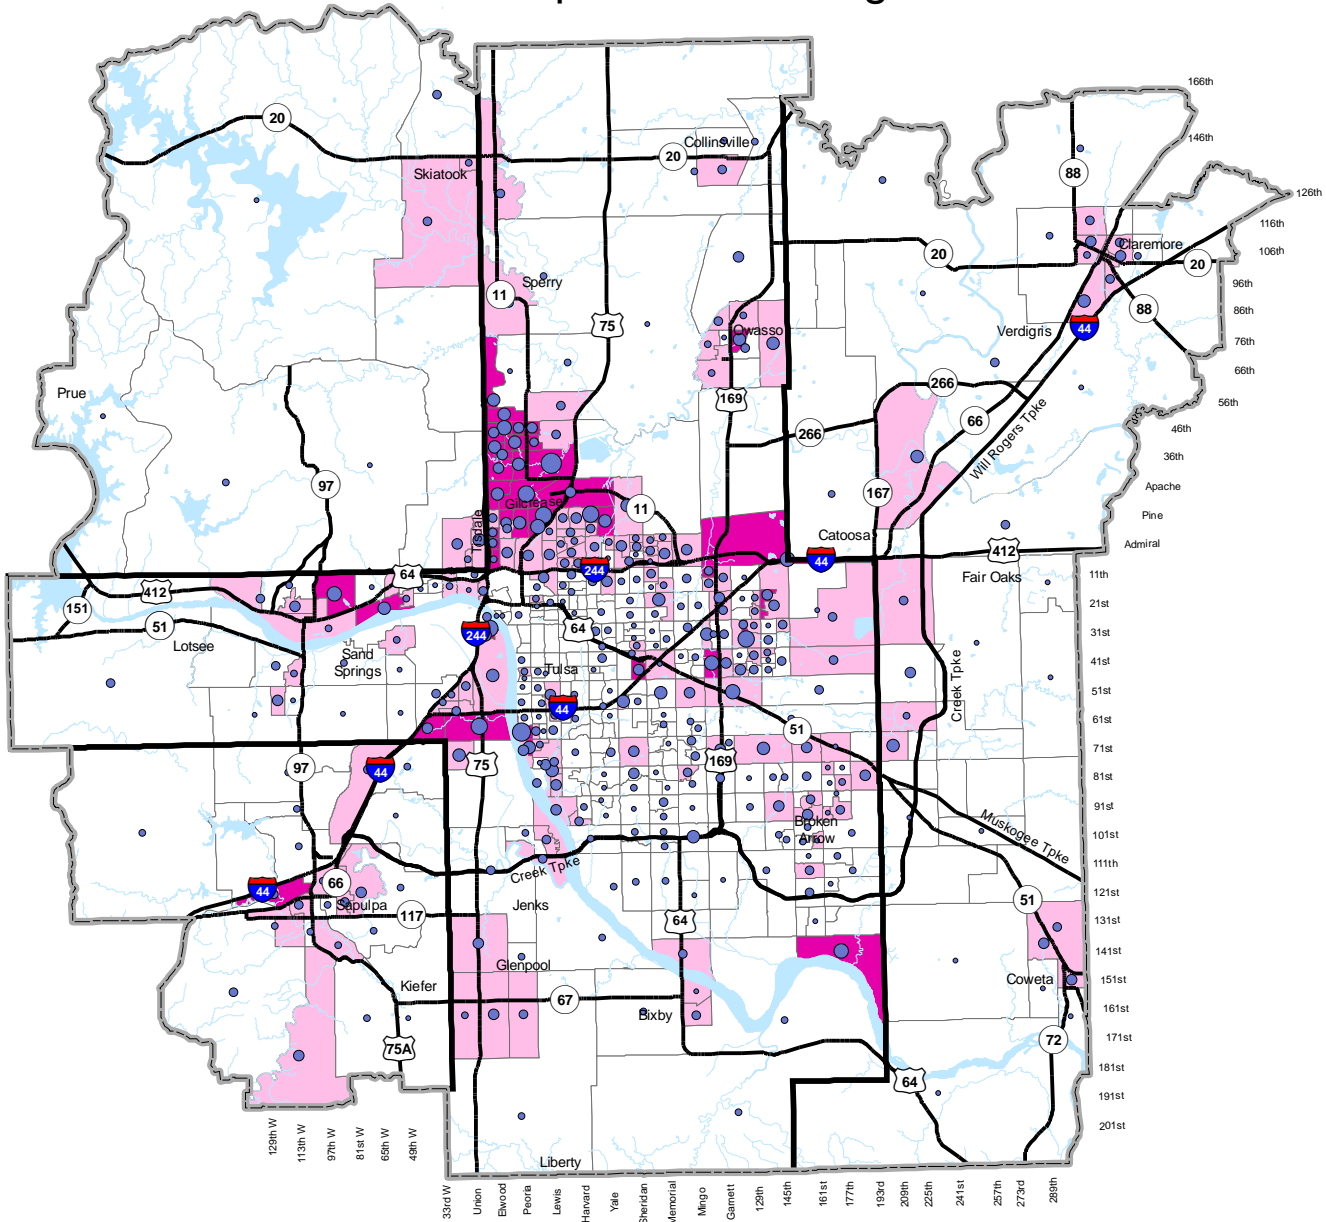 166th
20
146th
Collinsville
20
88
Skiatook
126th
116th
Claremore
106th
20
20
96th
Sperry
11
86th
88
75
Owasso
Verdigris
44
76th
66th
266
Prue
169
56th
66
Will Rogers Tpke
266
46th
36th
97
167
Apache
Gilcrease
11
Pine
Tisdale
Catoosa
Admiral
412
44
244
64
Fair Oaks
11th
412
151
21st
51
64
244
31st
Lotsee
Sand
Springs
Tulsa
41st
Creek Tpke
51st
44
61st
51
71st
97
44
75
169
81st
91st
Broken
Arrow
Muskogee Tpke
101st
111th
Creek Tpke
66
44
121st
51
Sapulpa
Jenks
117
64
131st
141st
Glenpool
Coweta
151st
Kiefer
67
161st
Bixby
171st
72
75A
181st
64
191st
201st
129th W
113th W
97th W
81st W
65th W
49th W
Liberty
33rd W
Union
Elwood
Peoria
Lewis
Harvard
Yale
Sheridan
Memorial
Mingo
Garnett
129th
145th
161st
177th
193rd
209th
225th
241st
257th
273rd
289th